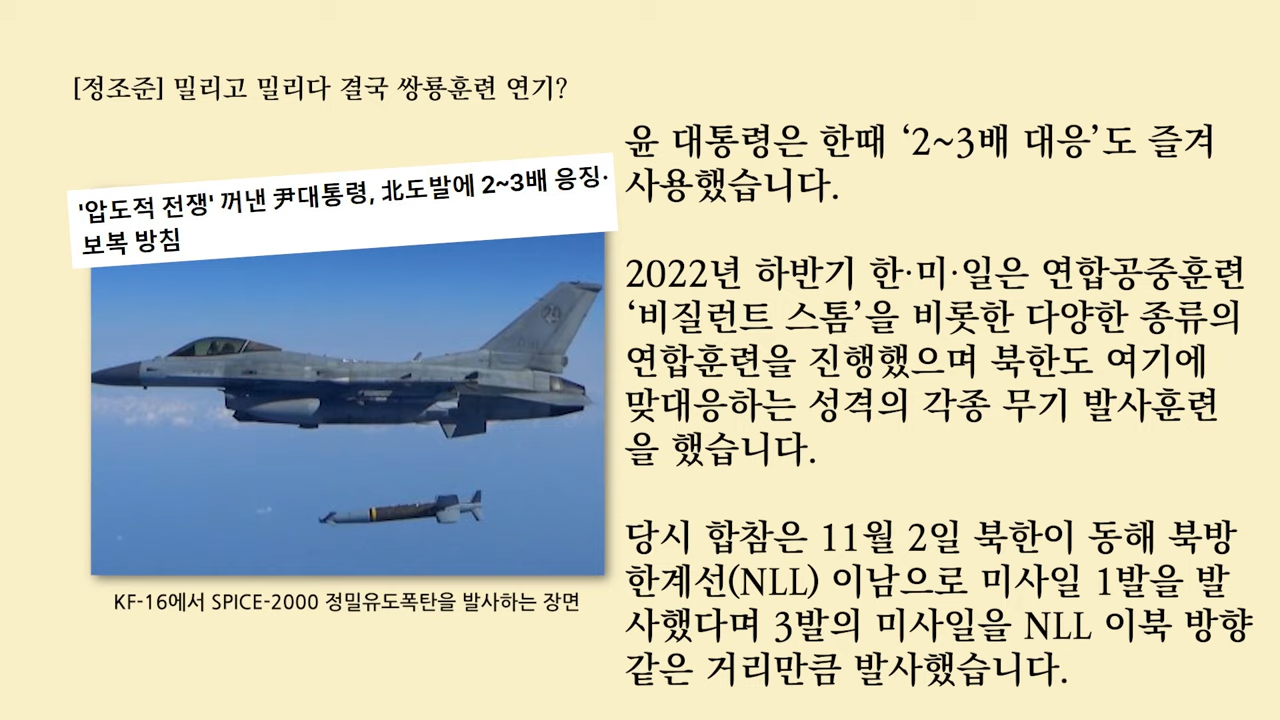 [정조준] 밀리고 밀리다 결국 쌍룡훈련 연기?
'압도적 전쟁' 꺼낸 尹대통령, 北도발에 2~3배 응징·
보복 방침
KF-16에서 SPICE-2000 정밀유도폭탄을 발사하는 장면
윤 대통령은 한때 ‘2~3배 대응’도 즐겨
사용했습니다.
2022년 하반기 한·미·일은 연합공중훈련
‘비질런트 스톰’을 비롯한 다양한 종류의
연합훈련을 진행했으며 북한도 여기에
맞대응하는 성격의 각종 무기 발사훈련
을 했습니다.
당시 합참은 11월 2일 북한이 동해 북방
한계선(NLL) 이남으로 미사일 1발을 발
사했다며 3발의 미사일을 NLL 이북 방향
같은 거리만큼 발사했습니다.